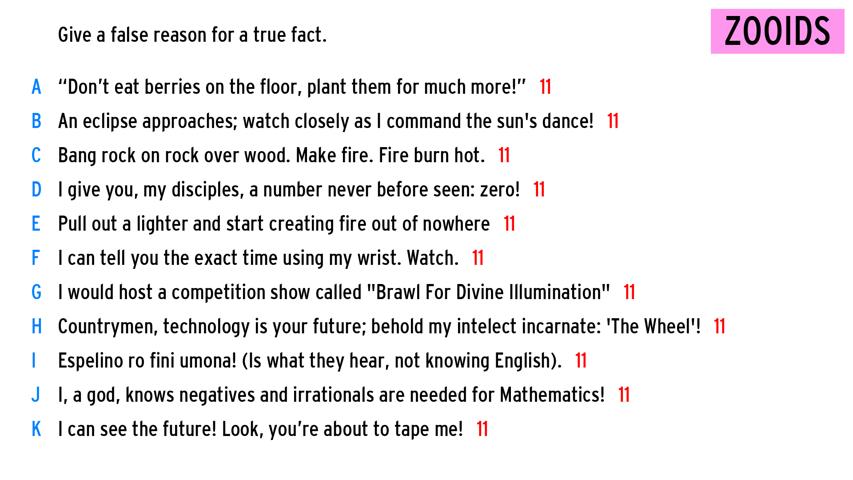 Give a false reason for a true fact.
ZOOIDS
A “Don’t eat berries on the floor, plant them for much more!” 11
B An eclipse approaches; watch closely as I command the sun's dance! 11
C Bang rock on rock over wood. Make fire. Fire burn hot. 11
D I give you, my disciples, a number never before seen: zero! 11
E Pull out a lighter and start creating fire out of nowhere 11
F I can tell you the exact time using my wrist. Watch. 11
G I would host a competition show called "Brawl For Divine Illumination" 11
H Countrymen, technology is your future; behold my intelect incarnate: 'The Wheel'! 11
I Espelino ro fini umona! (Is what they hear, not knowing English). 11
J I, a god, knows negatives and irrationals are needed for Mathematics! 11
K I can see the future! Look, you’re about to tape me! 11